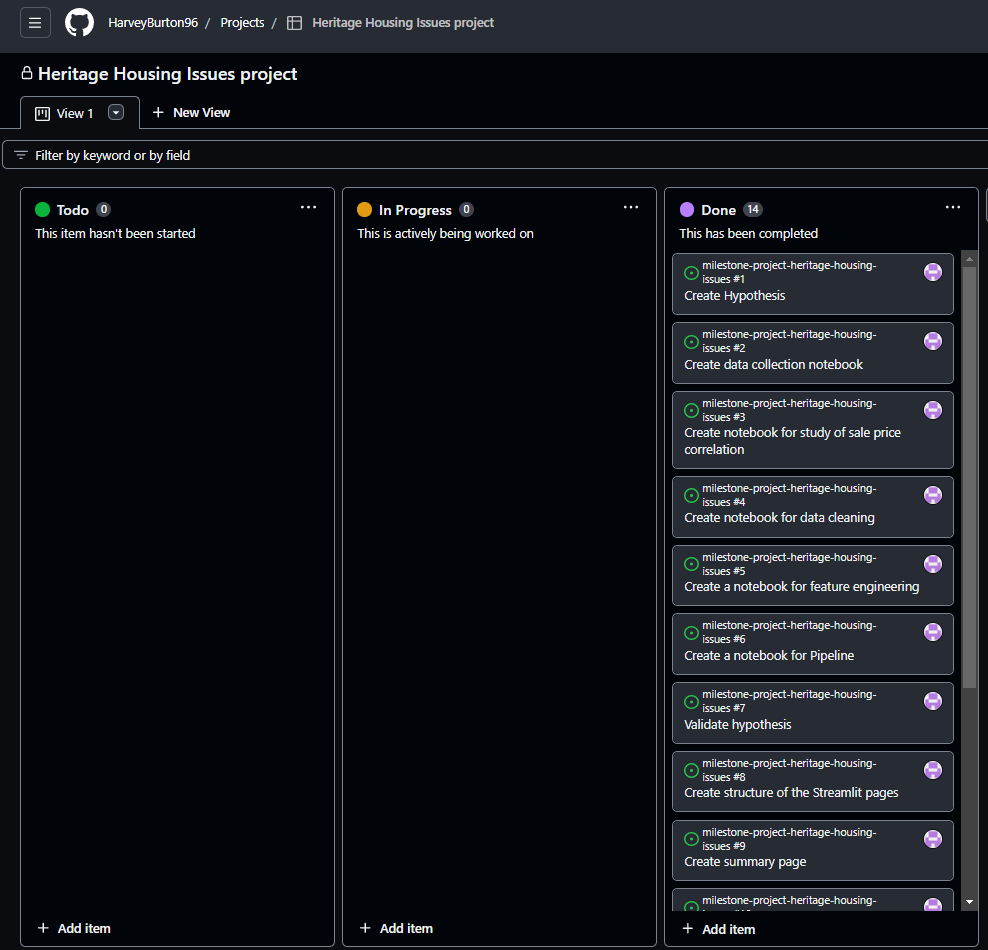 HarveyBurton96 / Projects / Heritage Housing Issues project
Heritage Housing Issues project
View 1
New View
Filter by keyword or by field
Todo 0
This item hasn't been started
Add item
In Progress 0
This is actively being worked on
Add item
Done 14
This has been completed
milestone-project-heritage-housing-
issues #1
Create Hypothesis
milestone-project-heritage-housing-
issues #2
Create data collection notebook
milestone-project-heritage-housing-
issues #3
Create notebook for study of sale price
correlation
milestone-project-heritage-housing-
issues #4
Create notebook for data cleaning
milestone-project-heritage-housing-
issues #5
Create a notebook for feature engineering
milestone-project-heritage-housing-
issues #6
Create a notebook for Pipeline
milestone-project-heritage-housing-
issues #7
Validate hypothesis
milestone-project-heritage-housing-
issues #8
Create structure of the Streamlit pages
milestone-project-heritage-housing-
issues #9
Create summary page
milestone-project-heritage-housing-
Add item